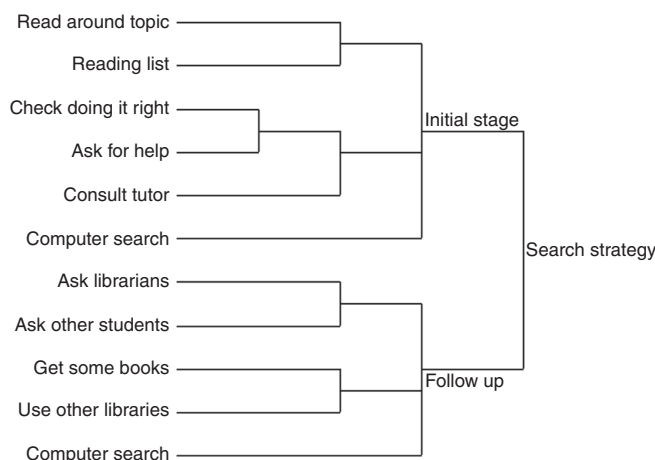 Read around topic
Reading list
Check doing it right
Initial stage
Ask for help
Consult tutor
Computer search
Search strategy
Ask librarians
Ask other students
Get some books
Follow up
Use other libraries
Computer search